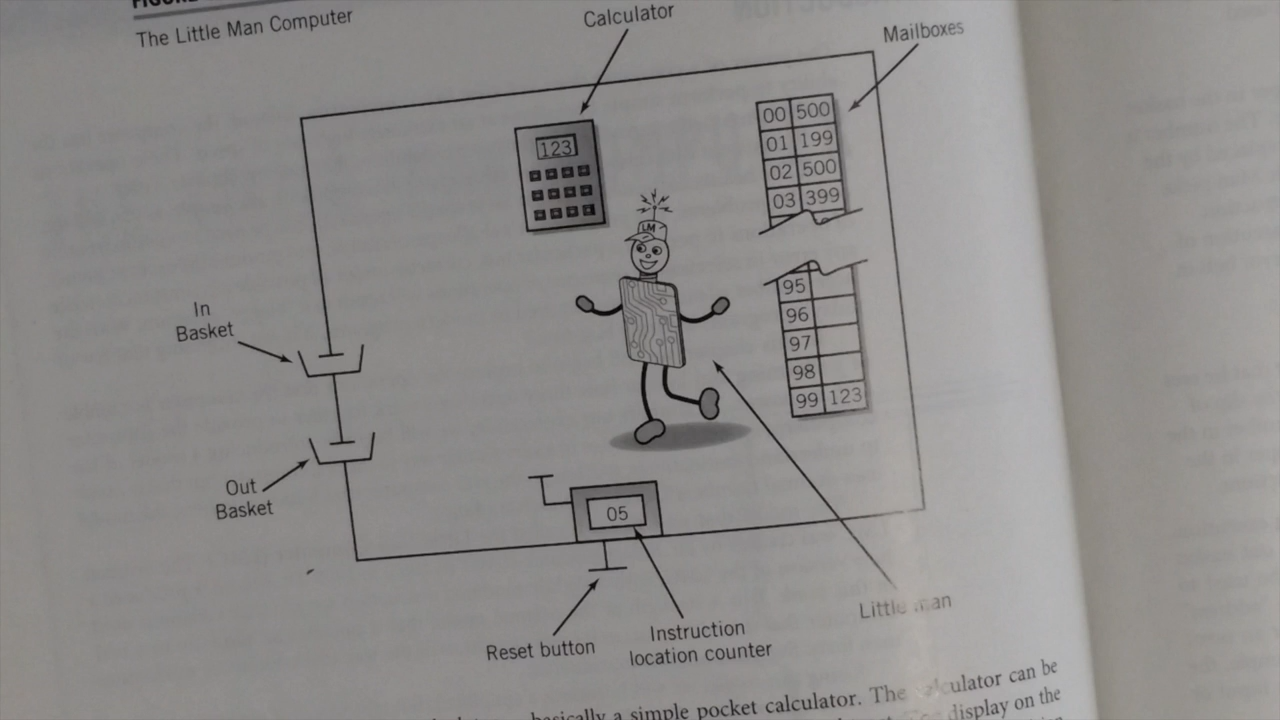 The Little Man Computer
Calculator
Mailboxes
123
00 500
01 199
02 500
03 399
LM
95
96
97
98
99 123
In
Basket
Out
Basket
05
Reset button
Instruction
location counter
Little man
basically a simple pocket calculator. The calculator can be
display on the